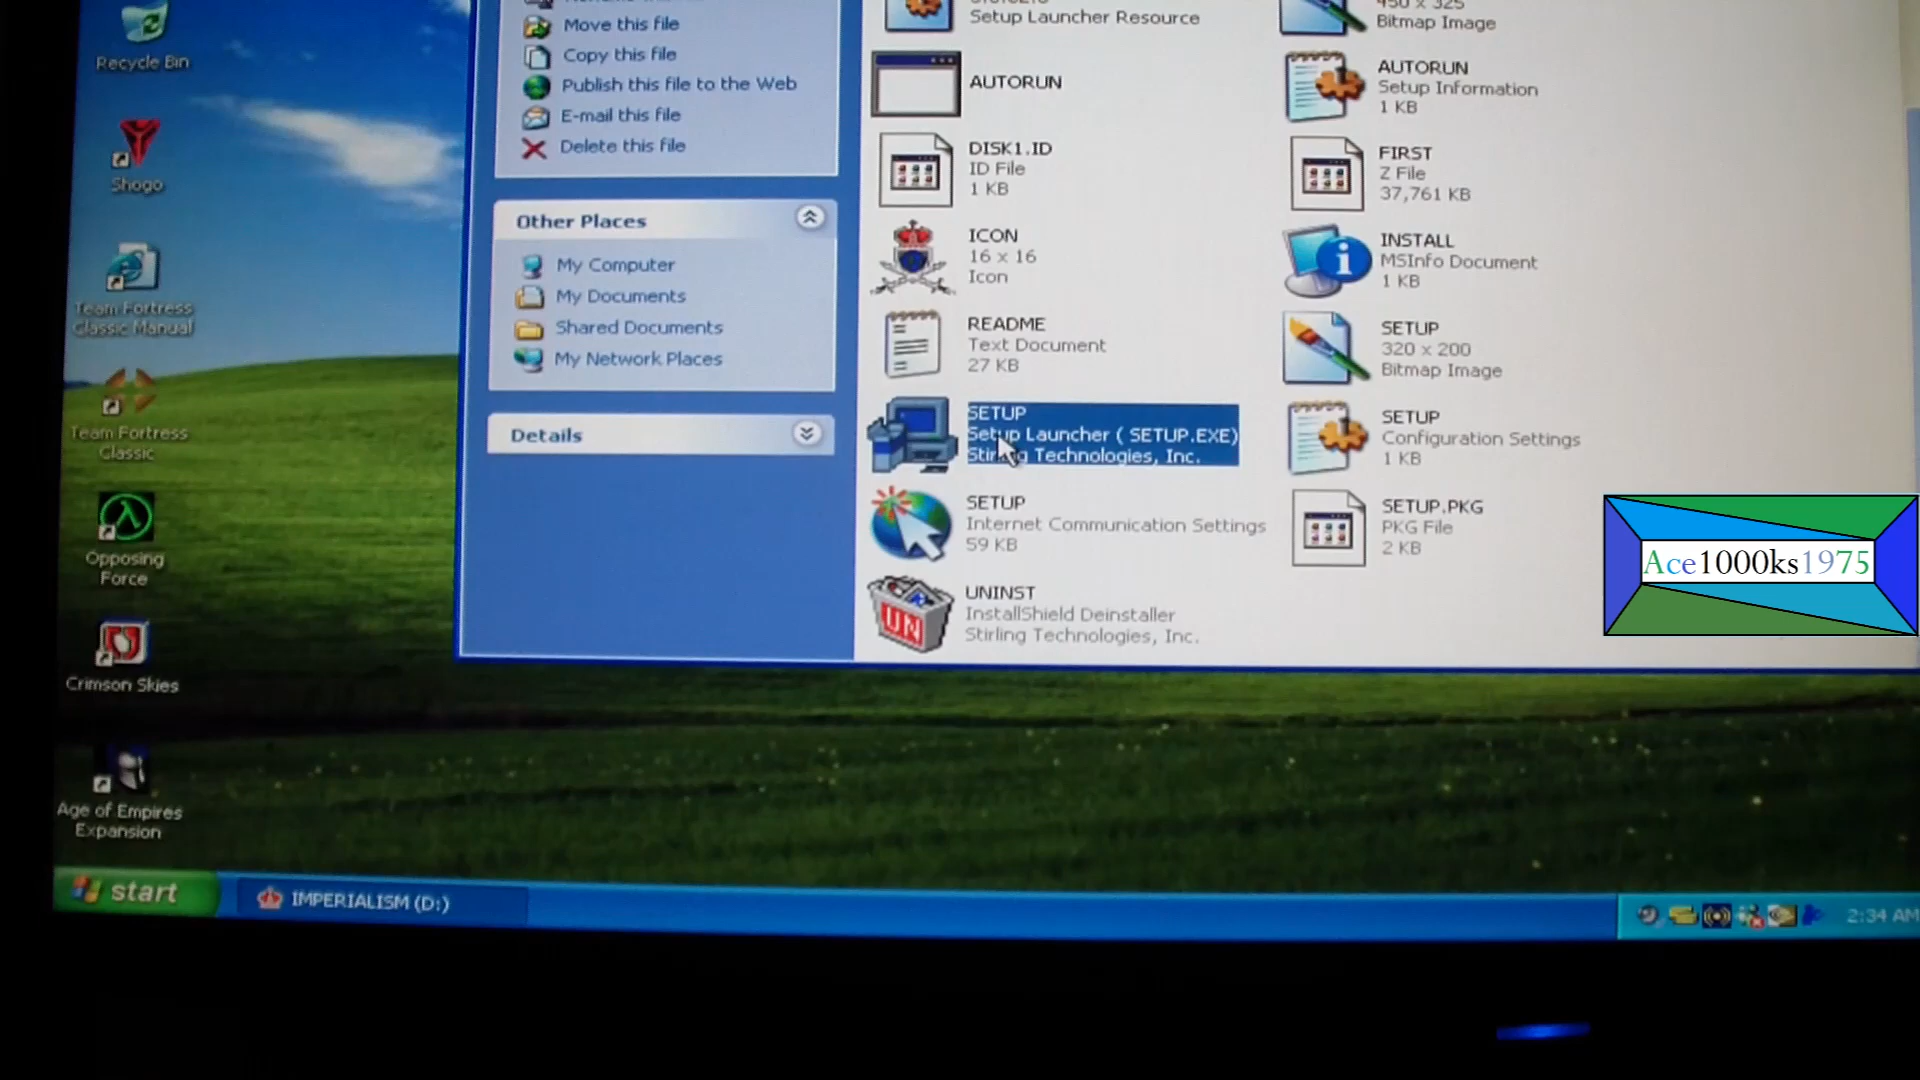 Recycle Bin
Shogo
Team Fortress
Classic Manual
Team Fortress
Classic
Opposing
Force
Crimson Skies
Age of Empires
Expansion
Move this file
Copy this file
Publish this file to the Web
E-mail this file
Delete this file
Other Places
My Computer
My Documents
Shared Documents
My Network Places
Details
Setup Launcher Resource
Bitmap Image
AUTORUN
AUTORUN
Setup Information
1 KB
DISK1.ID
ID File
1 KB
FIRST
Z File
37,761 KB
ICON
16 x 16
Icon
INSTALL
MSInfo Document
1 KB
README
Text Document
27 KB
SETUP
320 x 200
Bitmap Image
SETUP
Setup Launcher ( SETUP.EXE)
Stirling Technologies, Inc.
SETUP
Configuration Settings
1 KB
SETUP
Internet Communication Settings
59 KB
SETUP.PKG
PKG File
2 KB
UNINST
InstallShield Deinstaller
Stirling Technologies, Inc.
UN
Ace1000ks1975
start
IMPERIALISM (D:)
2:34 AM